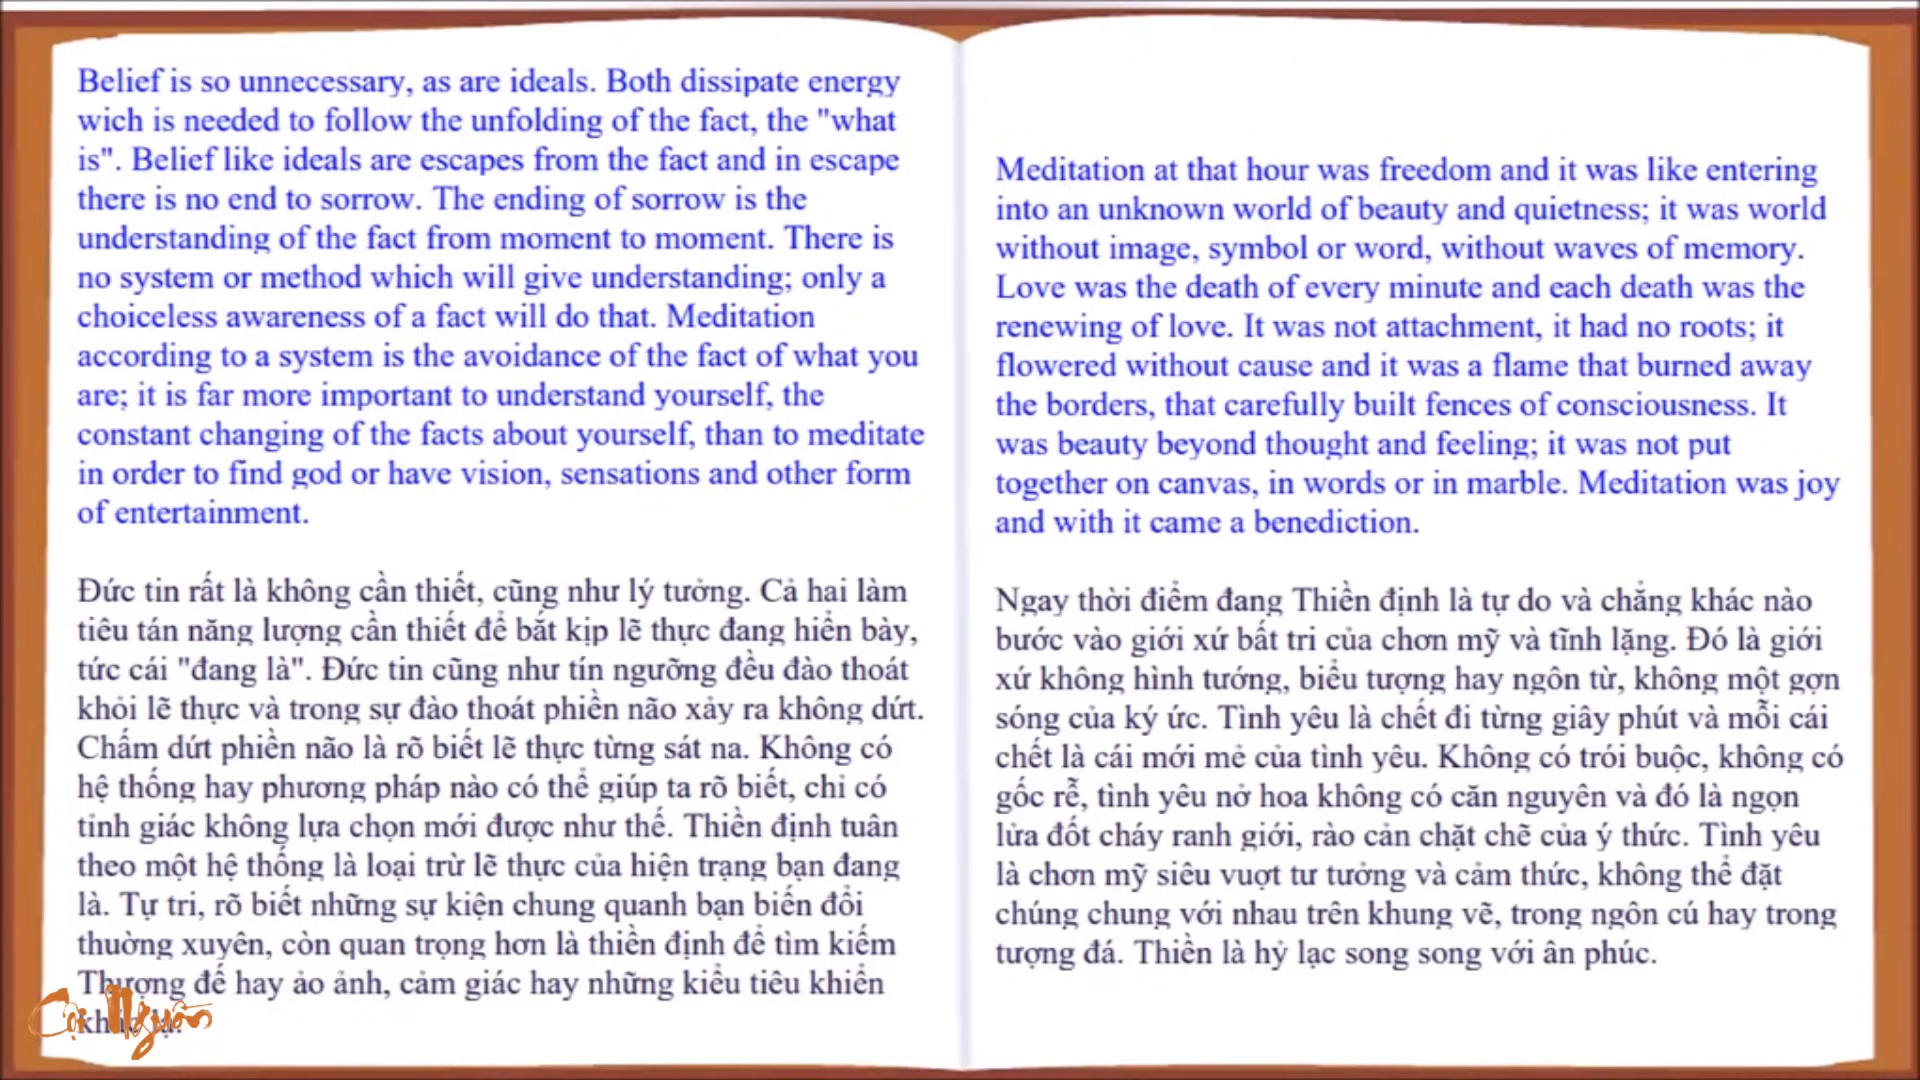 Belief is so unnecessary, as are ideals. Both dissipate energy
wich is needed to follow the unfolding of the fact, the "what
is". Belief like ideals are escapes from the fact and in escape
there is no end to sorrow. The ending of sorrow is the
understanding of the fact from moment to moment. There is
no system or method which will give understanding; only a
choiceless awareness of a fact will do that. Meditation
according to a system is the avoidance of the fact of what you
are; it is far more important to understand yourself, the
constant changing of the facts about yourself, than to meditate
in order to find god or have vision, sensations and other form
of entertainment.
Đức tin rất là không cần thiết, cũng như lý tưởng. Cả hai làm
tiêu tán năng lượng cần thiết để bắt kịp lẽ thực đang hiển bày,
tức cái "đang là". Đức tin cũng như tín ngưỡng đều đào thoát
khỏi lẽ thực và trong sự đào thoát phiền não xảy ra không dứt.
Chấm dứt phiền não là rõ biết lẽ thực từng sát na. Không có
hệ thống hay phương pháp nào có thể giúp ta rõ biết, chỉ có
tỉnh giác không lựa chọn mới được như thế. Thiền định tuân
theo một hệ thống là loại trừ lẽ thực của hiện trạng bạn đang
là. Tự tri, rõ biết những sự kiện chung quanh bạn biến đổi
thuờng xuyên, còn quan trọng hơn là thiền định để tìm kiếm
Thượng đế hay ảo ảnh, cảm giác hay những kiểu tiêu khiển
Cội Nguồn
Meditation at that hour was freedom and it was like entering
into an unknown world of beauty and quietness; it was world
without image, symbol or word, without waves of memory.
Love was the death of every minute and each death was the
renewing of love. It was not attachment, it had no roots; it
flowered without cause and it was a flame that burned away
the borders, that carefully built fences of consciousness. It
was beauty beyond thought and feeling; it was not put
together on canvas, in words or in marble. Meditation was joy
and with it came a benediction.
Ngay thời điểm đang Thiền định là tự do và chẳng khác nào
bước vào giới xứ bất tri của chơn mỹ và tĩnh lặng. Đó là giới
xứ không hình tướng, biểu tượng hay ngôn từ, không một gợn
sóng của ký ức. Tình yêu là chết đi từng giây phút và mỗi cái
chết là cái mới mẻ của tình yêu. Không có trói buộc, không có
gốc rễ, tình yêu nở hoa không có căn nguyên và đó là ngọn
lửa đốt cháy ranh giới, rào cản chặt chẽ của ý thức. Tình yêu
là chơn mỹ siêu vuợt tư tưởng và cảm thức, không thể đặt
chúng chung với nhau trên khung vẽ, trong ngôn cú hay trong
tượng đá. Thiền là hỷ lạc song song với ân phúc.